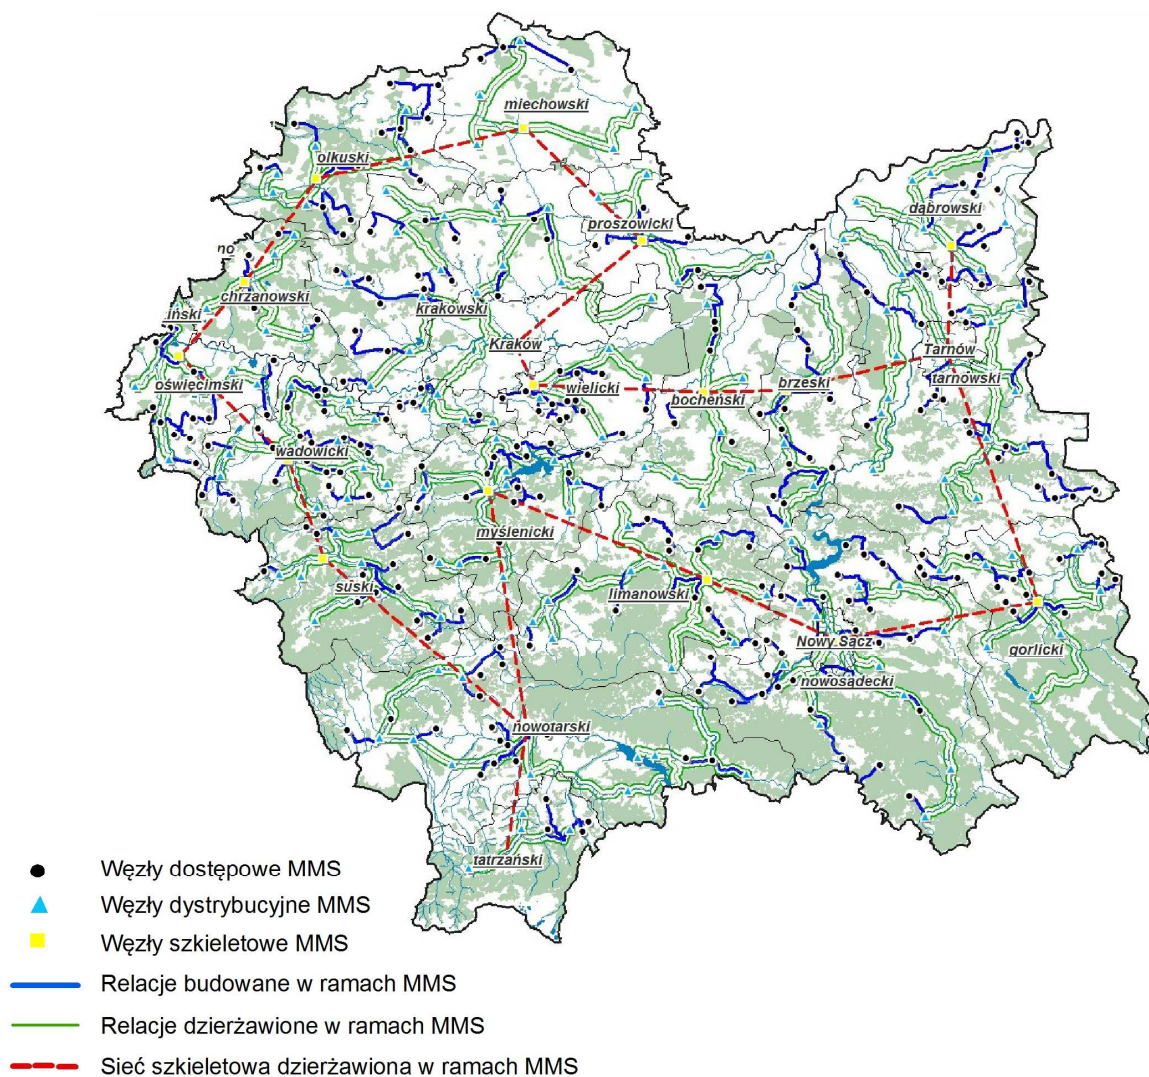 miechowski
olkuski
dąbrowski
proszowicki
no
chrzanowski
krakowski
iński
Kraków
Tarnów
oświęcimski
wielicki
brzeski
tarnowski
bocheński
wadowicki
myślenicki
suski
limanowski
Nowy Sącz
gorlicki
nowosądecki
nowotarski
tatrzański
Węzły dostępowe MMS
Węzły dystrybucyjne MMS
Węzły szkieletowe MMS
Relacje budowane w ramach MMS
Relacje dzierżawione w ramach MMS
Sieć szkieletowa dzierżawiona w ramach MMS